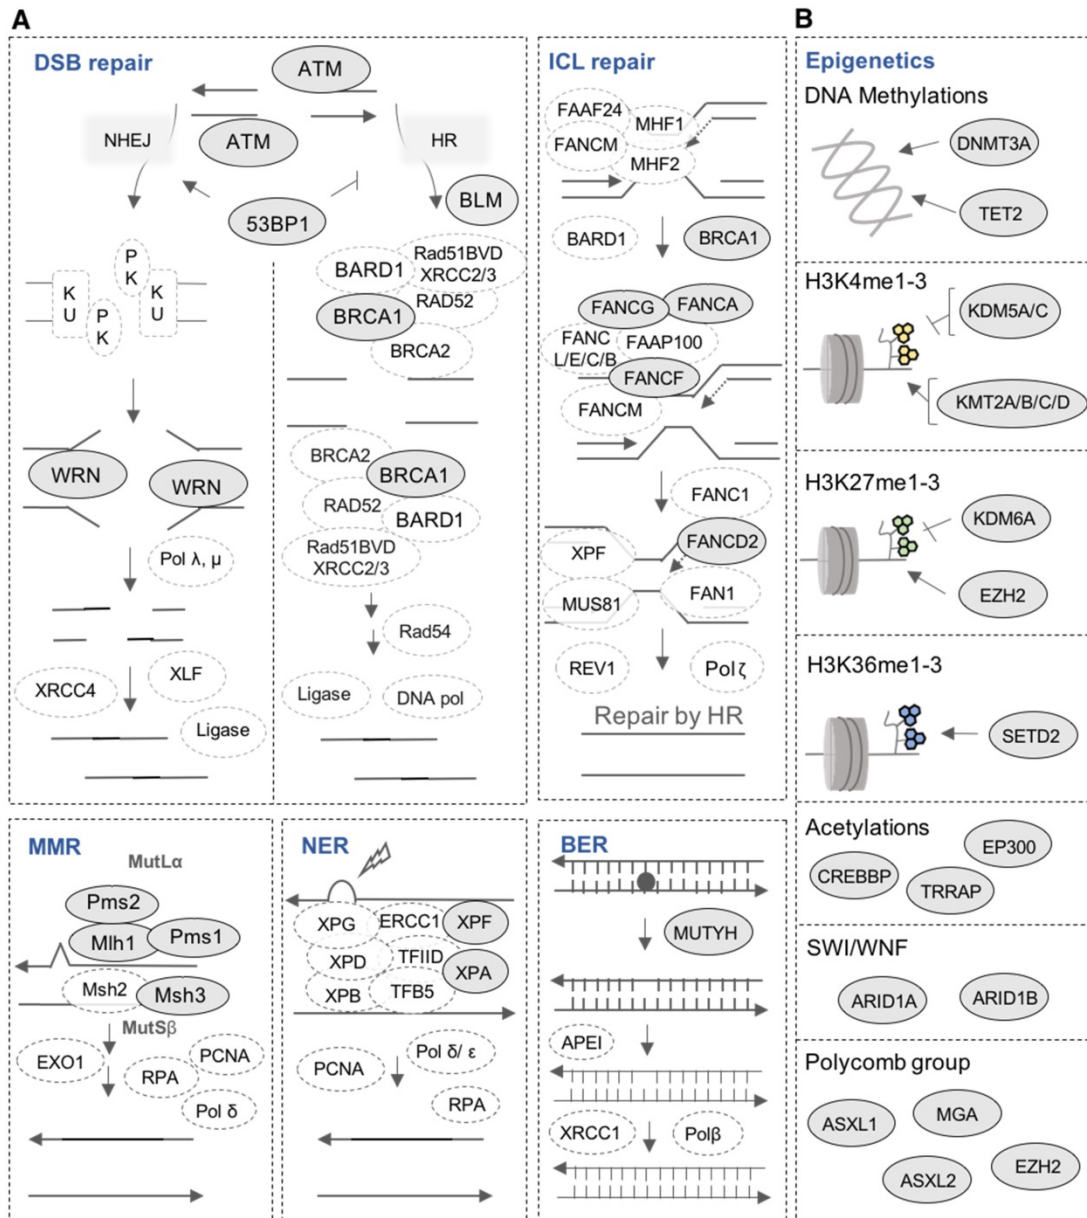 A
DSB repair
ATM
NHEJ
ATM
HR
53BP1
BLM
P
K
K
U
P
K
K
U
BARD1
Rad51BVD
XRCC2/3
RAD52
BRCA1
BRCA2
WRN
WRN
BRCA2
BRCA1
RAD52
BARD1
Rad51BVD
XRCC2/3
Pol λ, μ
Rad54
XRCC4
XLF
Ligase
Ligase
DNA pol
ICL repair
FAAF24
MHF1
FANCM
MHF2
BARD1
BRCA1
FANCG
FANCA
FANC
L/E/C/B
FAAP100
FANCF
FANCM
FANC1
XPF
FANCD2
MUS81
FAN1
REV1
Pol ζ
Repair by HR
MMR
MutLα
Pms2
Mlh1
Pms1
Msh2
Msh3
MutSβ
EXO1
RPA
PCNA
Pol δ
NER
XPG
ERCC1
XPF
XPD
TFIID
XPA
XPB
TFB5
PCNA
Pol δ/ ε
RPA
BER
MUTYH
APEI
XRCC1
Polβ
B
Epigenetics
DNA Methylations
DNMT3A
TET2
H3K4me1-3
KDM5A/C
KMT2A/B/C/D
H3K27me1-3
KDM6A
EZH2
H3K36me1-3
SETD2
Acetylations
EP300
CREBBP
TRRAP
SWI/WNF
ARID1A
ARID1B
Polycomb group
ASXL1
MGA
ASXL2
EZH2